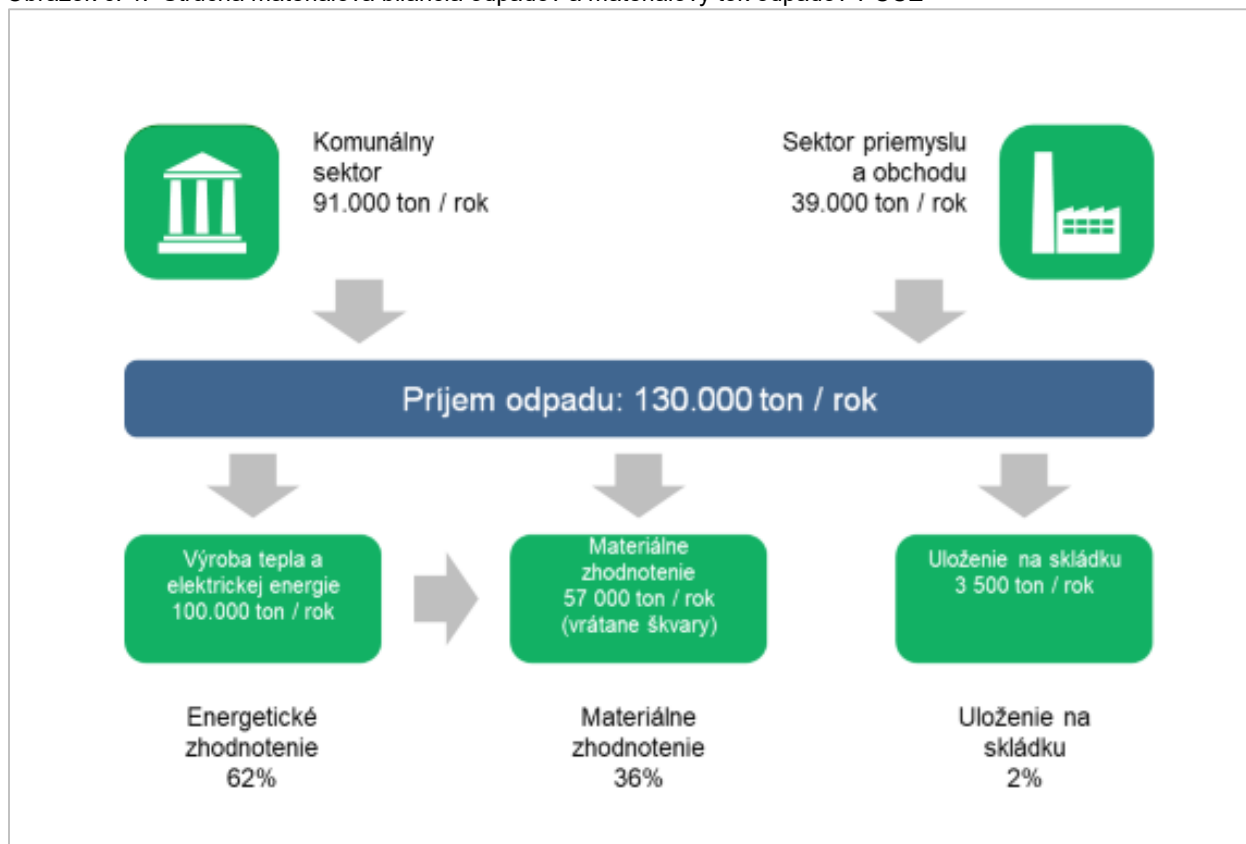 Komunálny
sektor
91.000 ton / rok
Sektor priemyslu
a obchodu
39.000 ton / rok
Príjem odpadu: 130.000 ton / rok
Výroba tepla a
elektrickej energie
100.000 ton / rok
Materiálne
zhodnotenie
57 000 ton / rok
(vrátane škvary)
Uloženie na skládku
3 500 ton / rok
Energetické
zhodnotenie
62%
Materiálne
zhodnotenie
36%
Uloženie na
skládku
2%